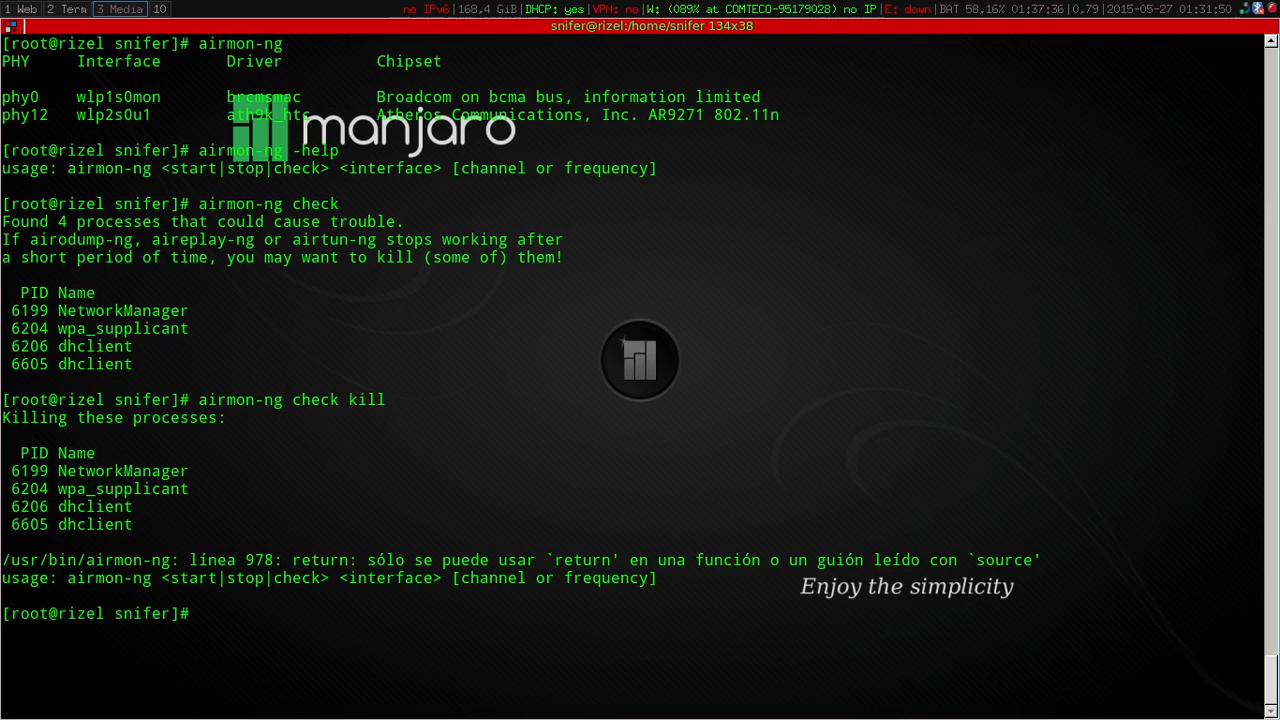 1 Web 2 Term 3 Media 10 no IPv6|168,4 GiB|DHCP: yes|VPN: no|W: (089% at COMTECO-95179028) no IP|E: down|BAT 58,16% 01:37:36|0,79|2015-05-27 01:31:50
snifer@rizel:/home/snifer 134x38
[root@rizel snifer]# airmon-ng
PHY Interface Driver Chipset
phy0 wlp1s0mon brcmsmac Broadcom on bcma bus, information limited
phy12 wlp2s0u1 ath9k_htc Atheros Communications, Inc. AR9271 802.11n
manjaro
[root@rizel snifer]# airmon-ng -help
usage: airmon-ng <start|stop|check> <interface> [channel or frequency]
[root@rizel snifer]# airmon-ng check
Found 4 processes that could cause trouble.
If airodump-ng, aireplay-ng or airtun-ng stops working after
a short period of time, you may want to kill (some of) them!
PID Name
6199 NetworkManager
6204 wpa_supplicant
6206 dhclient
6605 dhclient
[root@rizel snifer]# airmon-ng check kill
Killing these processes:
PID Name
6199 NetworkManager
6204 wpa_supplicant
6206 dhclient
6605 dhclient
/usr/bin/airmon-ng: línea 978: return: sólo se puede usar `return' en una función o un guión leído con `source'
usage: airmon-ng <start|stop|check> <interface> [channel or frequency]
Enjoy the simplicity
[root@rizel snifer]#